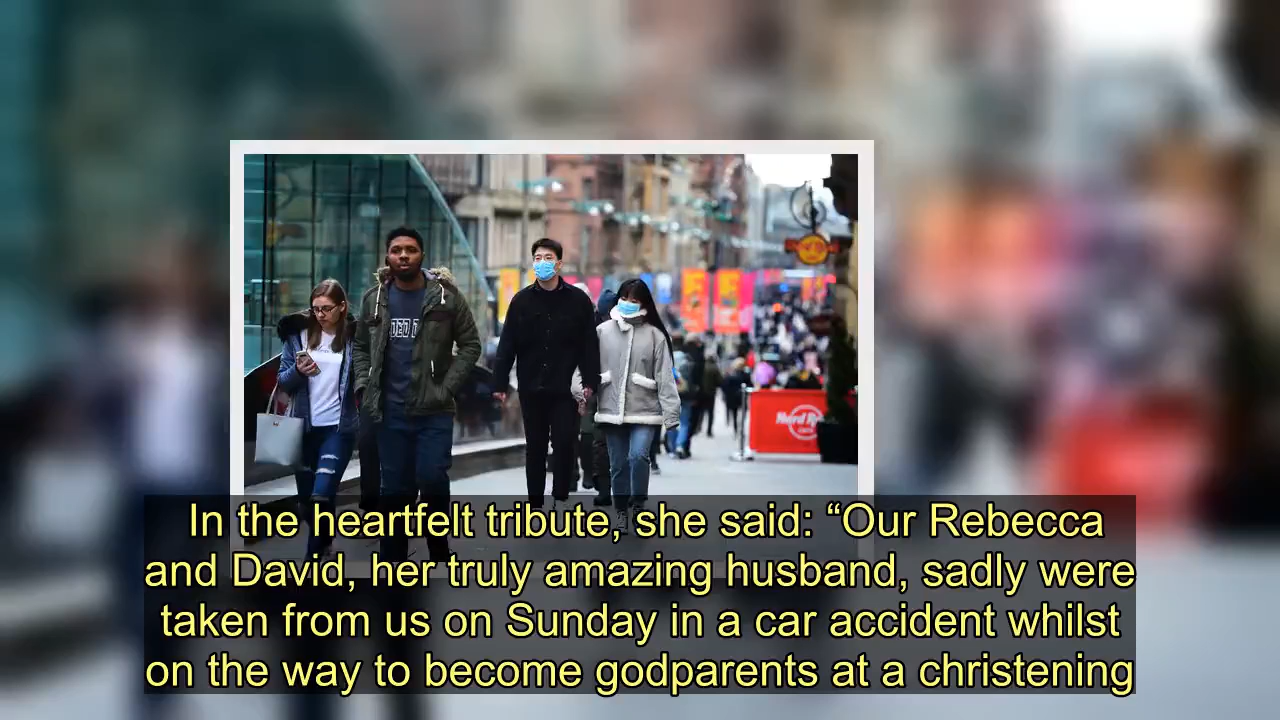 Hard R
In the heartfelt tribute, she said: “Our Rebecca
and David, her truly amazing husband, sadly were
taken from us on Sunday in a car accident whilst
on the way to become godparents at a christening